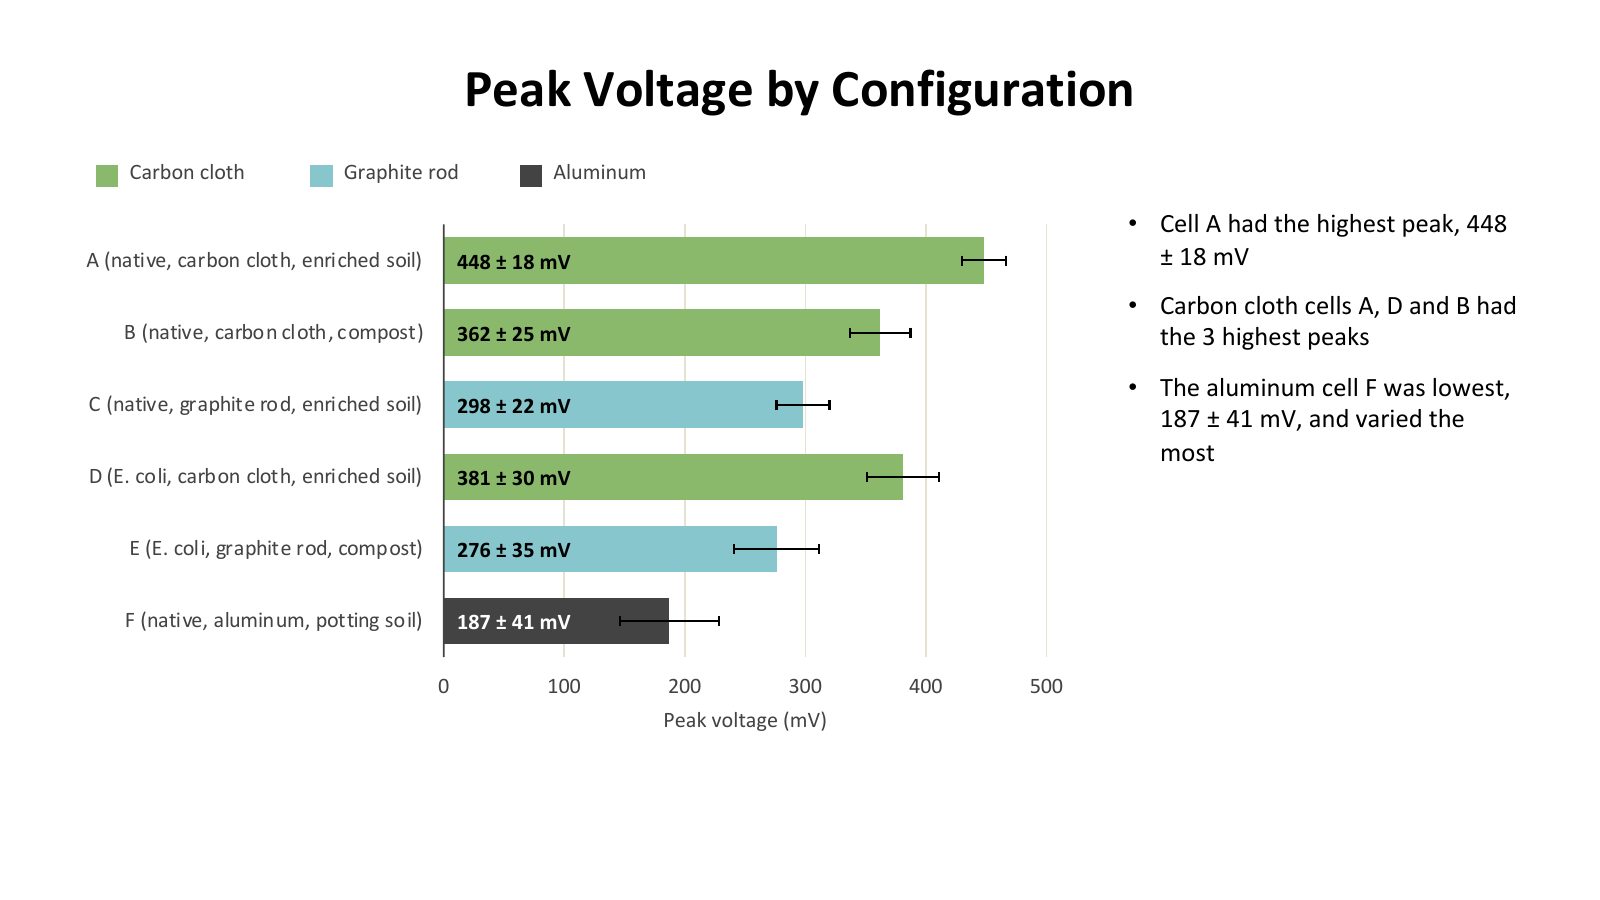 Peak Voltage by Configuration
Carbon cloth
Graphite rod
Aluminum
A (native, carbon cloth, enriched soil)
448 ± 18 mV
B (native, carbon cloth, compost)
362 ± 25 mV
C (native, graphite rod, enriched soil)
298 ± 22 mV
D (E. coli, carbon cloth, enriched soil)
381 ± 30 mV
E (E. coli, graphite rod, compost)
276 ± 35 mV
F (native, aluminum, potting soil)
187 ± 41 mV
0 100 200 300 400 500
Peak voltage (mV)
• Cell A had the highest peak, 448
± 18 mV
• Carbon cloth cells A, D and B had
the 3 highest peaks
• The aluminum cell F was lowest,
187 ± 41 mV, and varied the
most